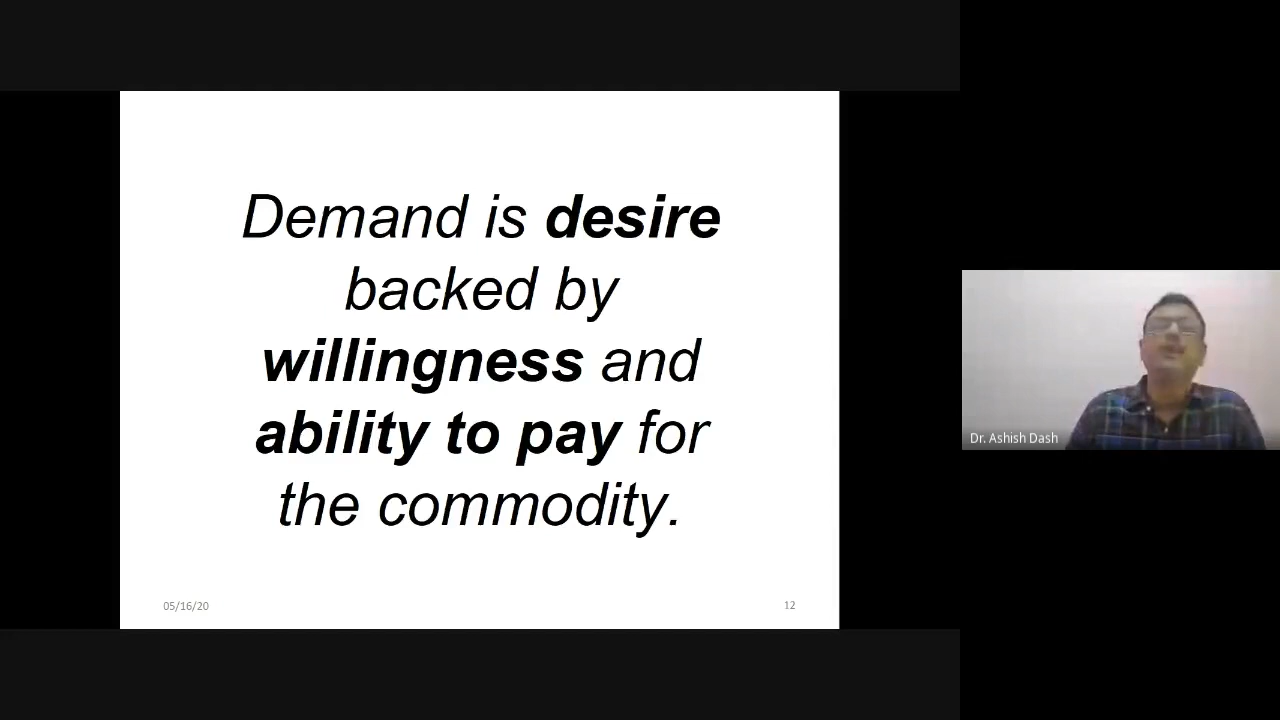 Demand is desire
backed by
willingness and
ability to pay for
the commodity.
05/16/20
12
Dr. Ashish Dash